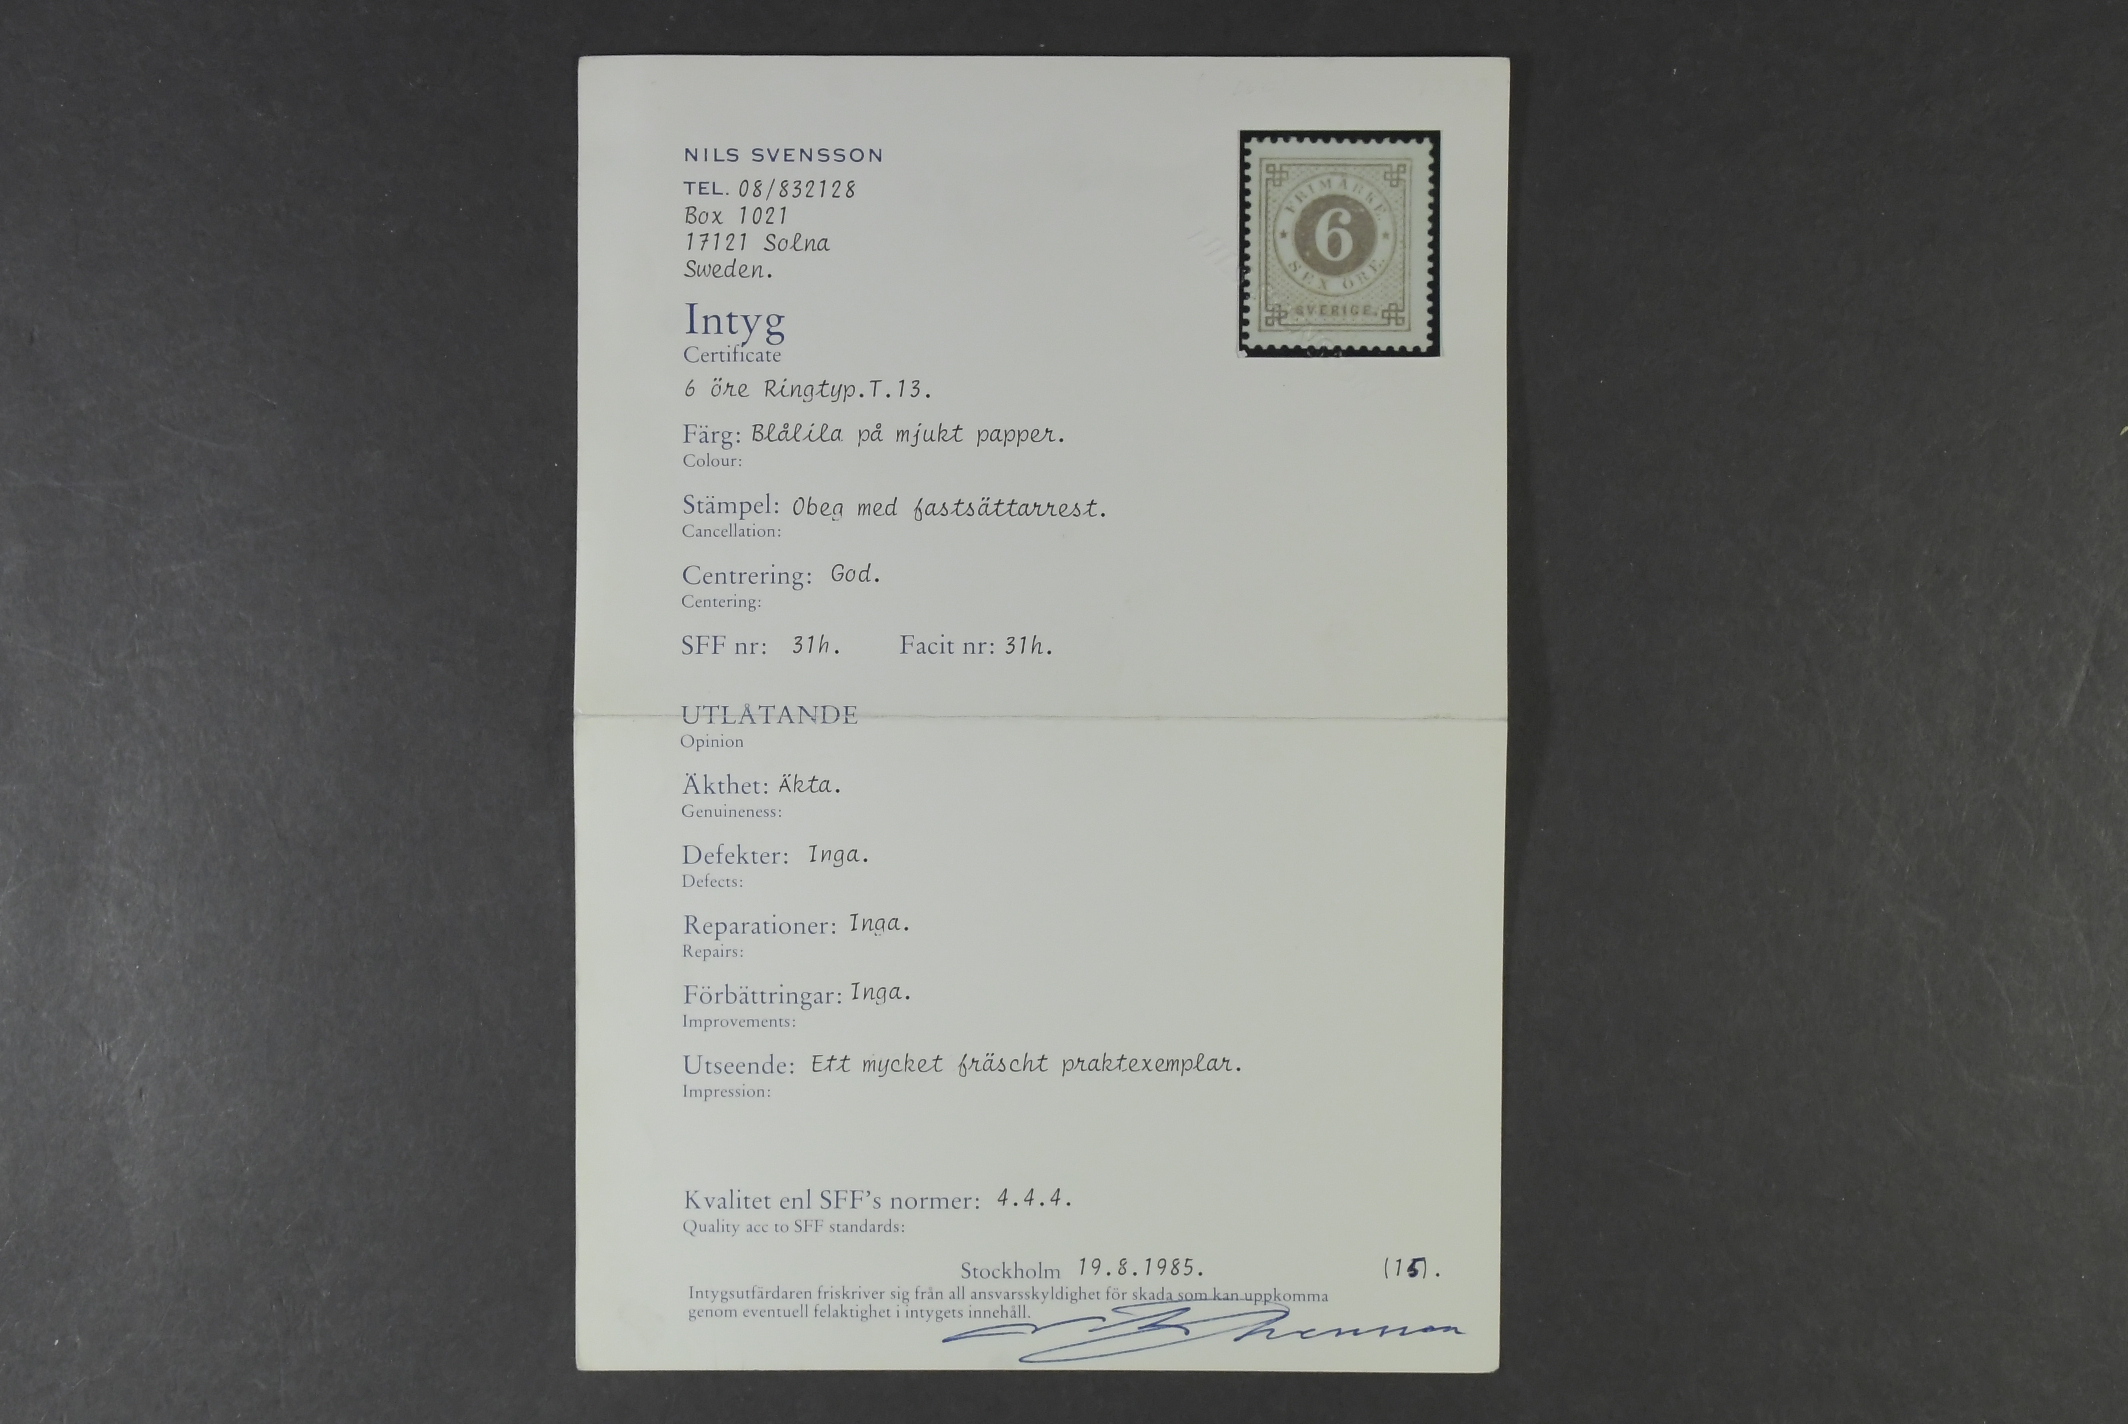 NILS SVENSSON
TEL. 08/832128
Box 1021
17121 Solna
Sweden.
Intyg
Certificate
6 öre Ringtyp.T.13.
Färg: Blålila på mjukt papper.
Colour:
Stämpel: Obeg med fastsättarrest.
Cancellation:
Centrering: God.
Centering:
SFF nr: 31h. Facit nr: 31h.
UTLÅTANDE
Opinion
Äkthet: Äkta.
Genuineness:
Defekter: Inga.
Defects:
Reparationer: Inga.
Repairs:
Förbättringar: Inga.
Improvements:
Utseende: Ett mycket fräscht praktexemplar.
Impression:
Kvalitet enl SFF's normer: 4.4.4.
Quality acc to SFF standards:
Stockholm 19.8.1985. (15).
Intygsutfärdaren friskriver sig från all ansvarsskyldighet för skada som kan uppkomma
genom eventuell felaktighet i intygets innehåll.
FRIMÄRKE
6
SEX ÖRE.
SVERIGE.